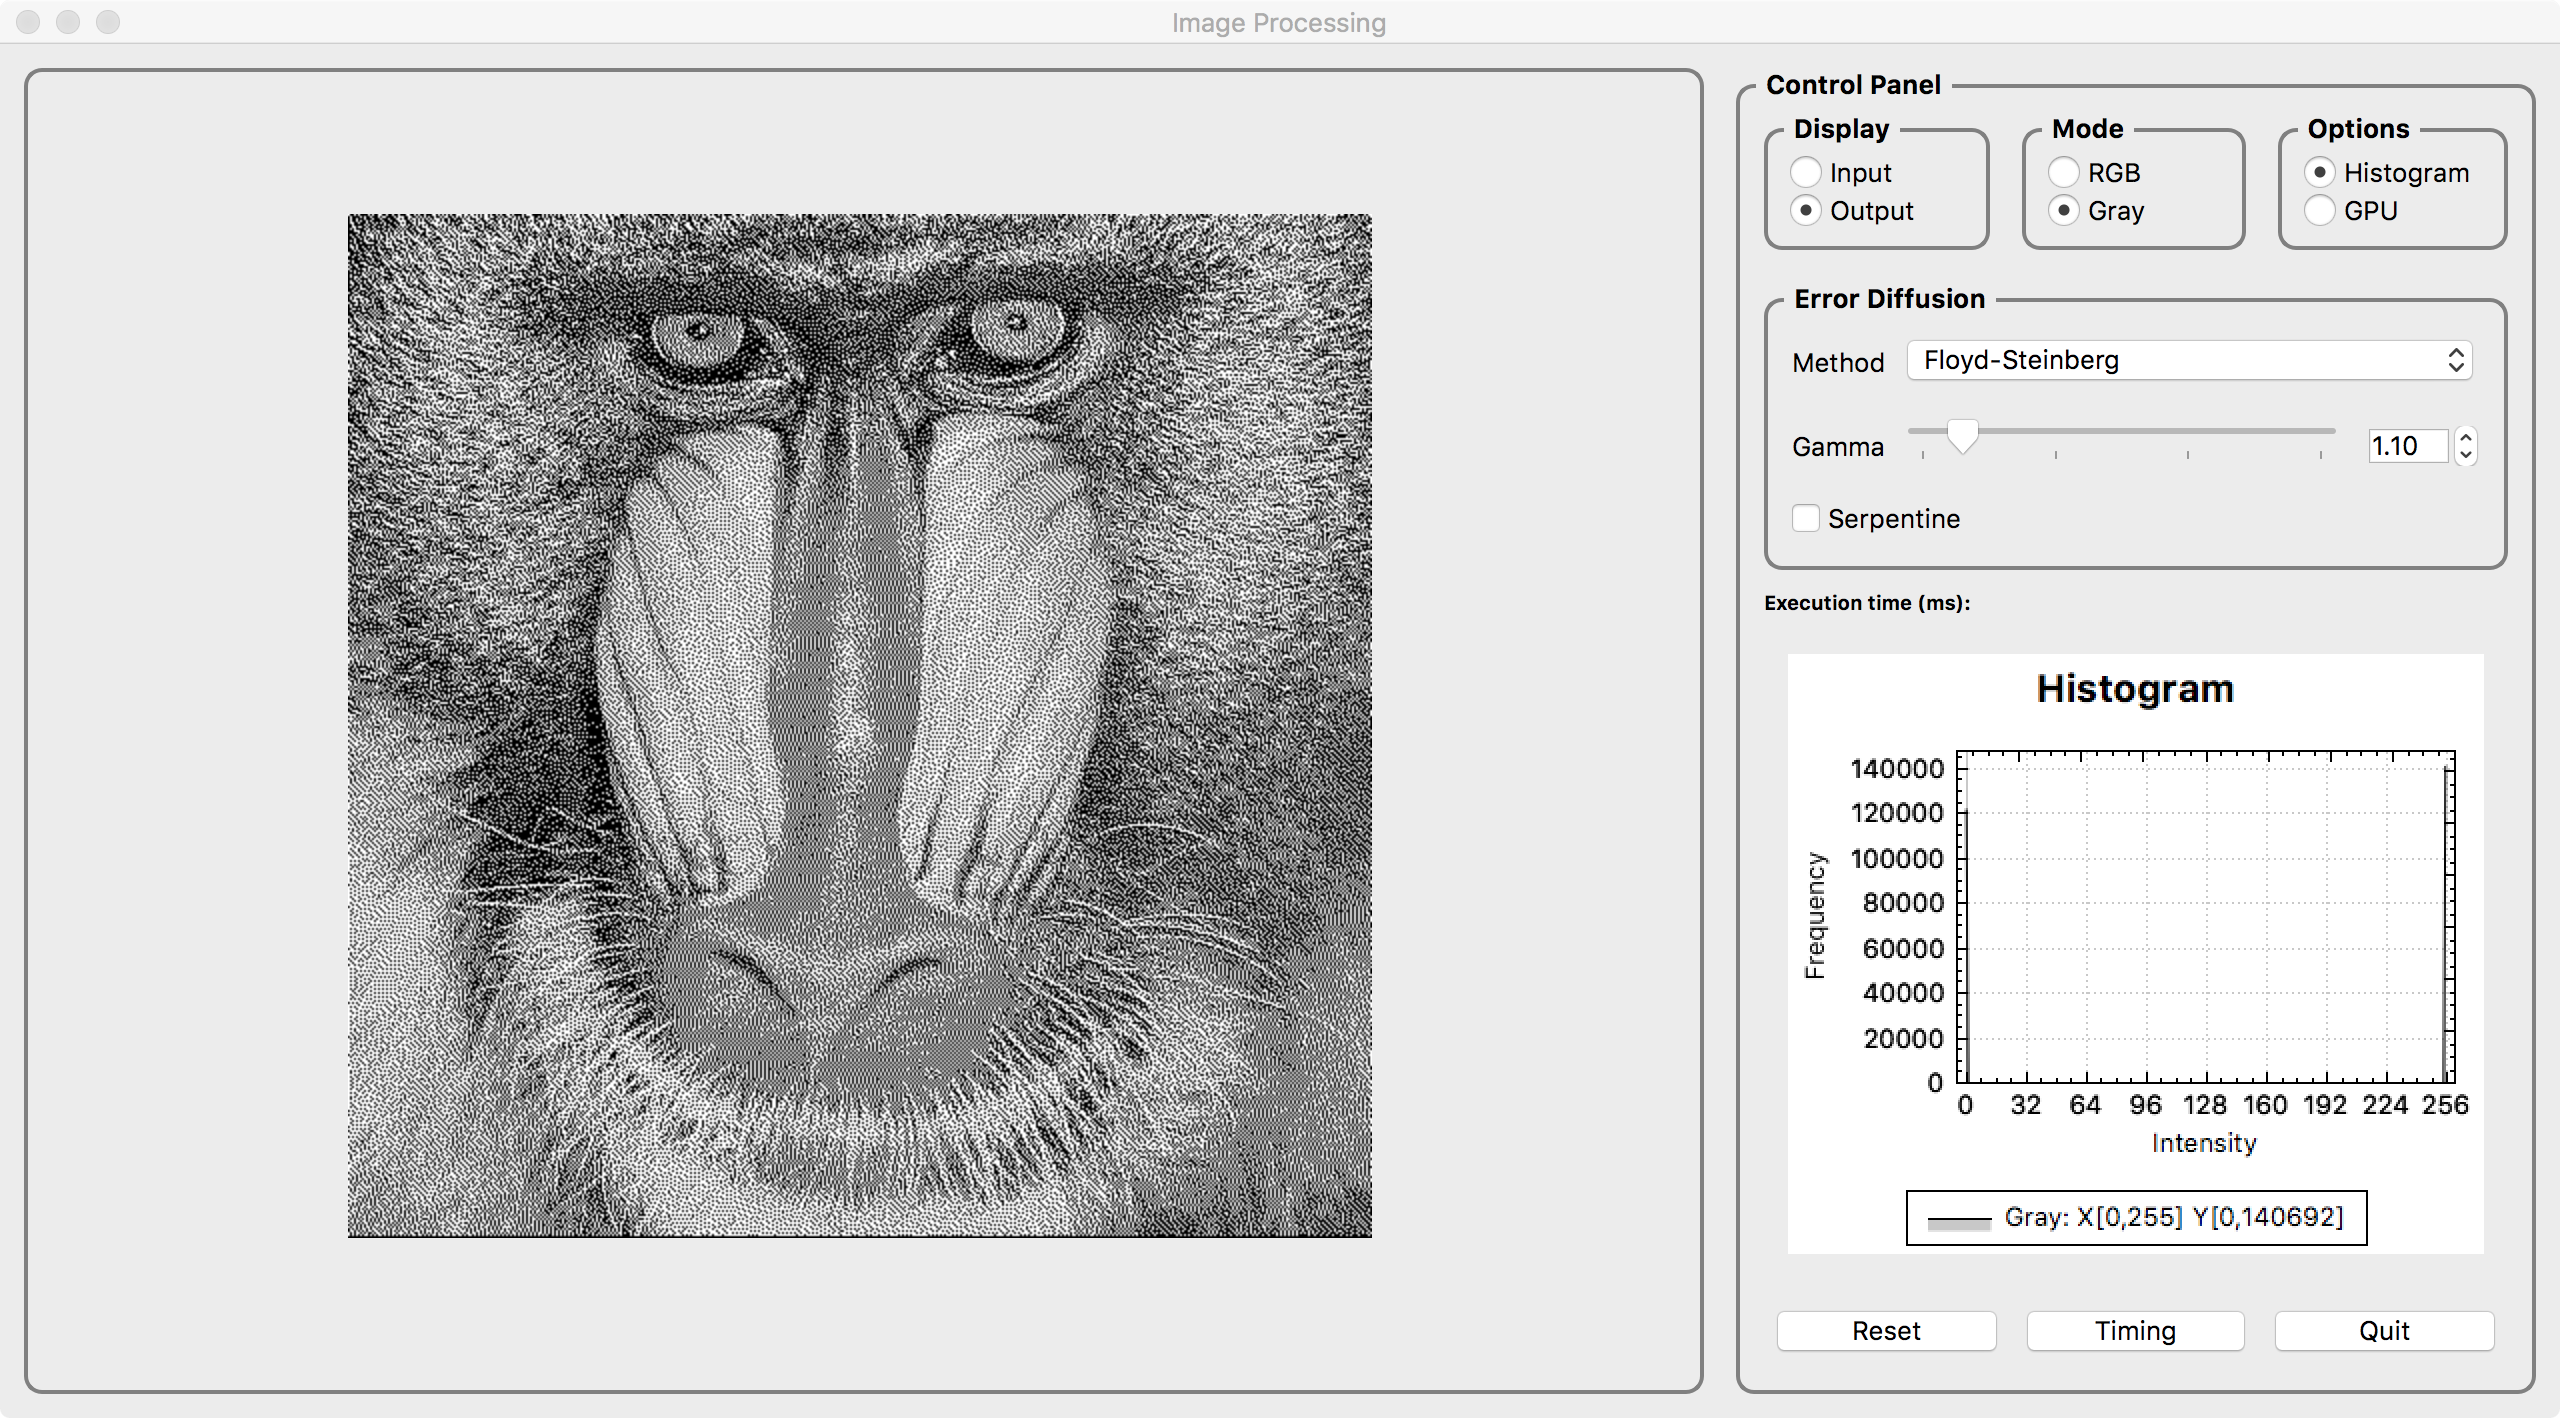 Image Processing
Control Panel
Display
Input
Output
Mode
RGB
Gray
Options
Histogram
GPU
Error Diffusion
Method Floyd-Steinberg
Gamma 1.10
Serpentine
Execution time (ms):
Histogram
140000
120000
100000
80000
60000
40000
20000
0
Frequency
0 32 64 96 128 160 192 224 256
Intensity
Gray: X[0,255] Y[0,140692]
Reset Timing Quit